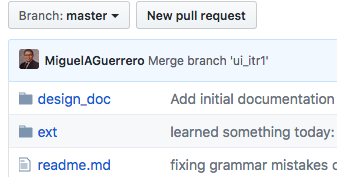 Branch: master New pull request
MiguelAGuerrero Merge branch 'ui_itr1'
design_doc Add initial documentation
ext learned something today:
readme.md fixing grammar mistakes